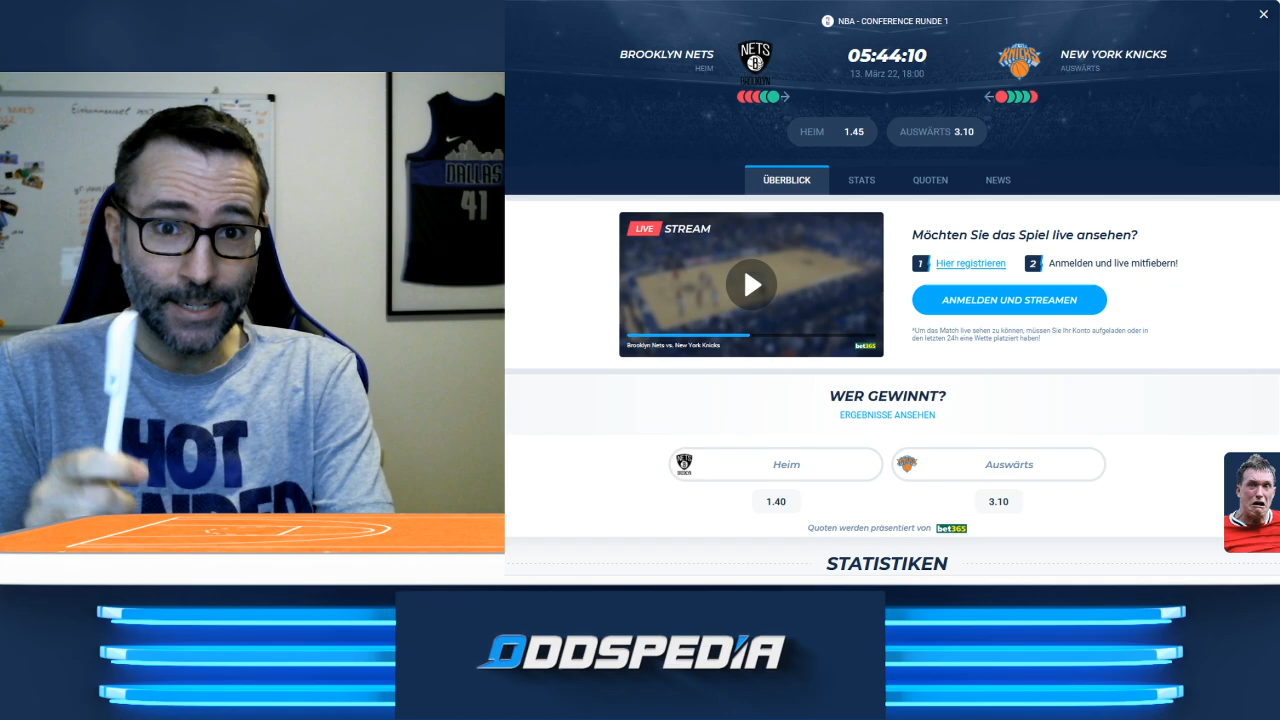 NBA - CONFERENCE RUNDE 1
BROOKLYN NETS
HEIM
NETS
B
BROOKLYN
05:44:10
13. März 22, 18:00
KNICKS
NEW YORK KNICKS
AUSWÄRTS
HEIM 1.45
AUSWÄRTS 3.10
ÜBERBLICK
STATS
QUOTEN
NEWS
LIVE STREAM
Brooklyn Nets vs. New York Knicks
bet365
Möchten Sie das Spiel live ansehen?
1 Hier registrieren
2 Anmelden und live mitfiebern!
ANMELDEN UND STREAMEN
*Um das Match live sehen zu können, müssen Sie Ihr Konto aufgeladen oder in
den letzten 24h eine Wette platziert haben!
WER GEWINNT?
ERGEBNISSE ANSEHEN
NETS
Heim
Auswärts
1.40
3.10
Quoten werden präsentiert von bet365
STATISTIKEN
DALLAS
41
HOT
ODDSPEDIA